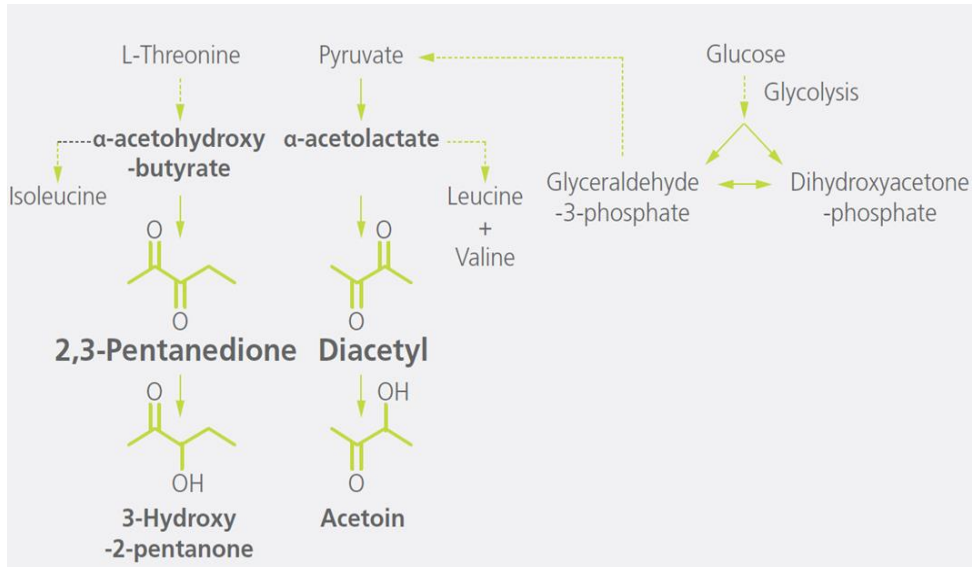 L-Threonine
Pyruvate
Glucose
Glycolysis
α-acetohydroxy
-butyrate
α-acetolactate
Isoleucine
Leucine
+
Valine
Glyceraldehyde
-3-phosphate
Dihydroxyacetone
-phosphate
O
O
O
O
2,3-Pentanedione
Diacetyl
O
OH
OH
O
3-Hydroxy
-2-pentanone
Acetoin